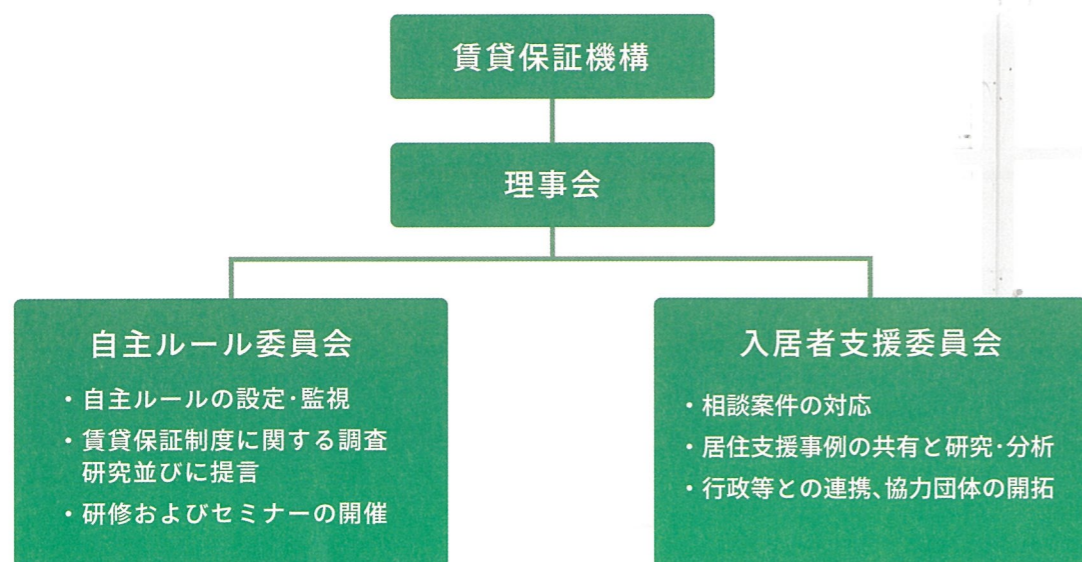 賃貸保証機構
理事会
自主ルール委員会
・自主ルールの設定･監視
・賃貸保証制度に関する調査
研究並びに提言
・研修およびセミナーの開催
入居者支援委員会
・相談案件の対応
・居住支援事例の共有と研究･分析
・行政等との連携、協力団体の開拓